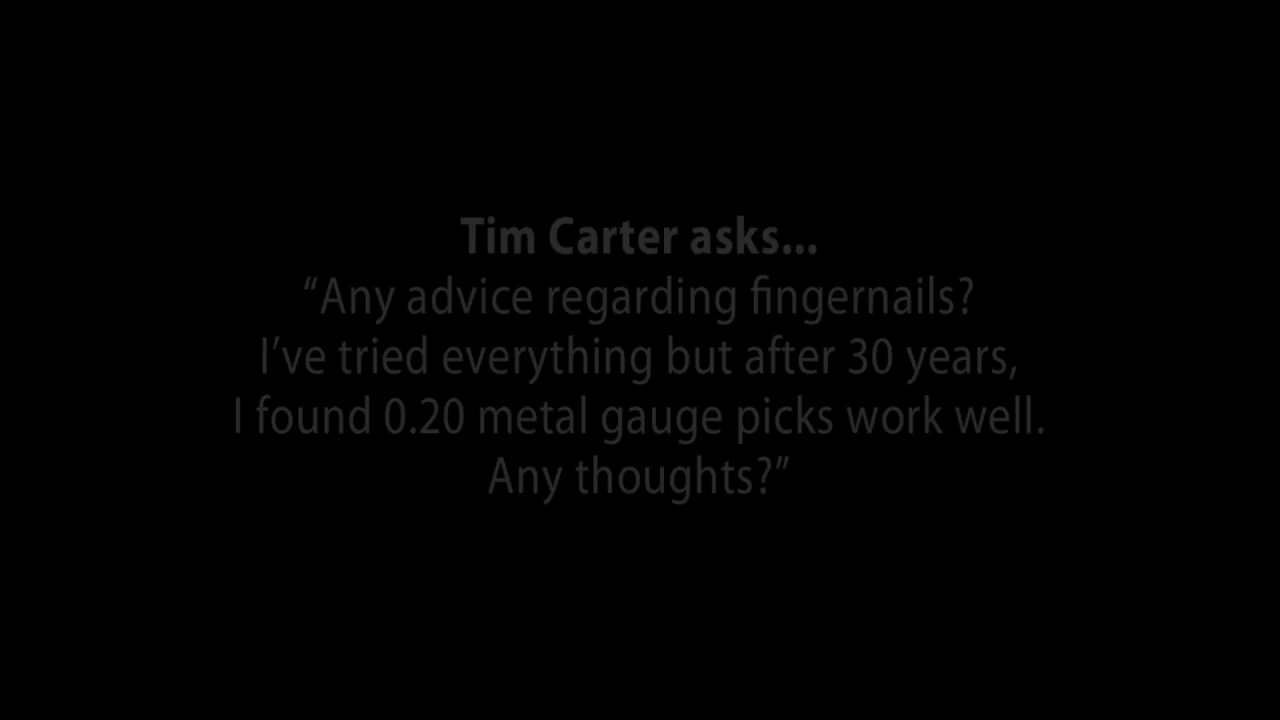 Tim Carter asks...
“Any advice regarding fingernails?
I’ve tried everything but after 30 years,
I found 0.20 metal gauge picks work well.
Any thoughts?”